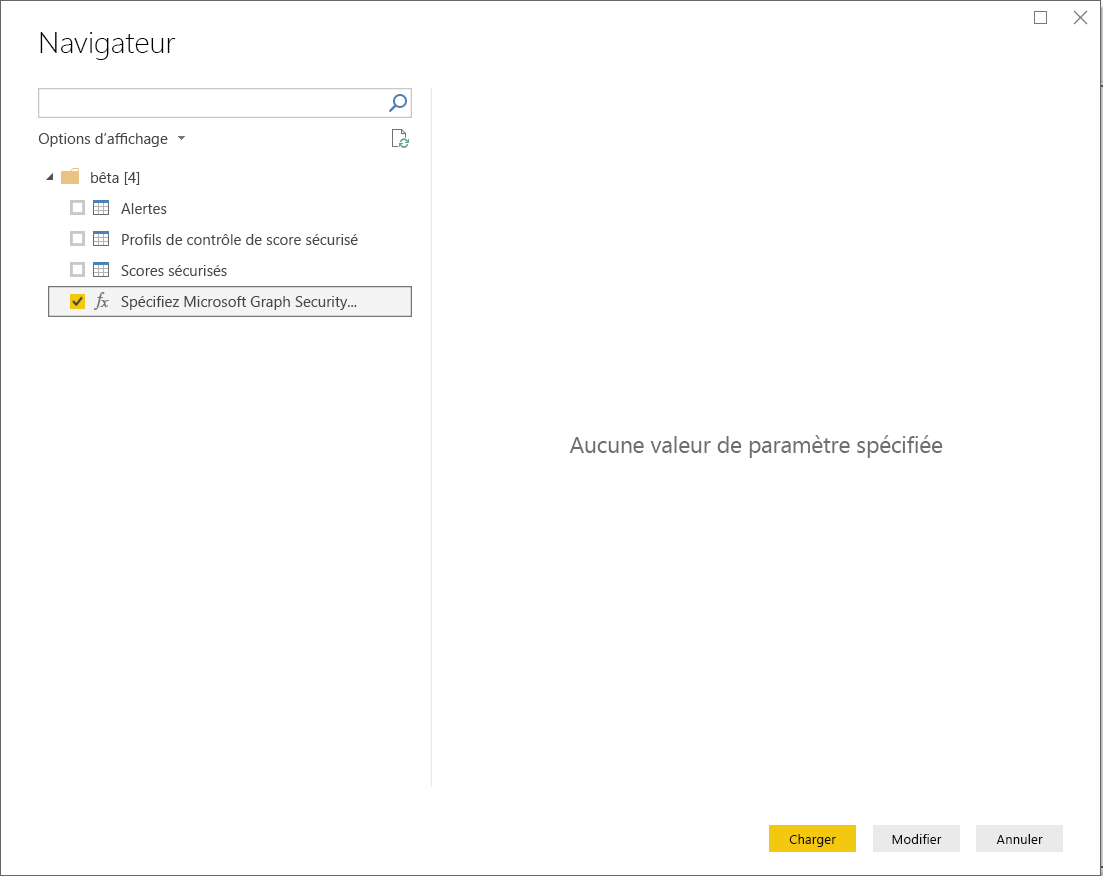 Navigateur
Options d’affichage
bêta [4]
Alertes
Profils de contrôle de score sécurisé
Scores sécurisés
fx Spécifiez Microsoft Graph Security...
Aucune valeur de paramètre spécifiée
Charger
Modifier
Annuler